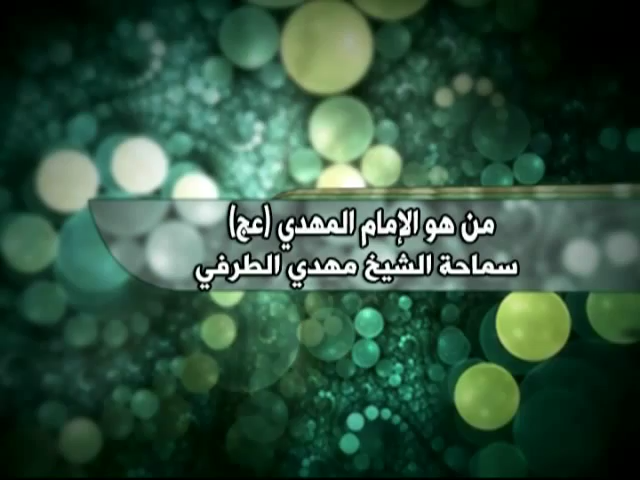 من هو الإمام المهدي (عج)
سماحة الشيخ مهدي الطرفي